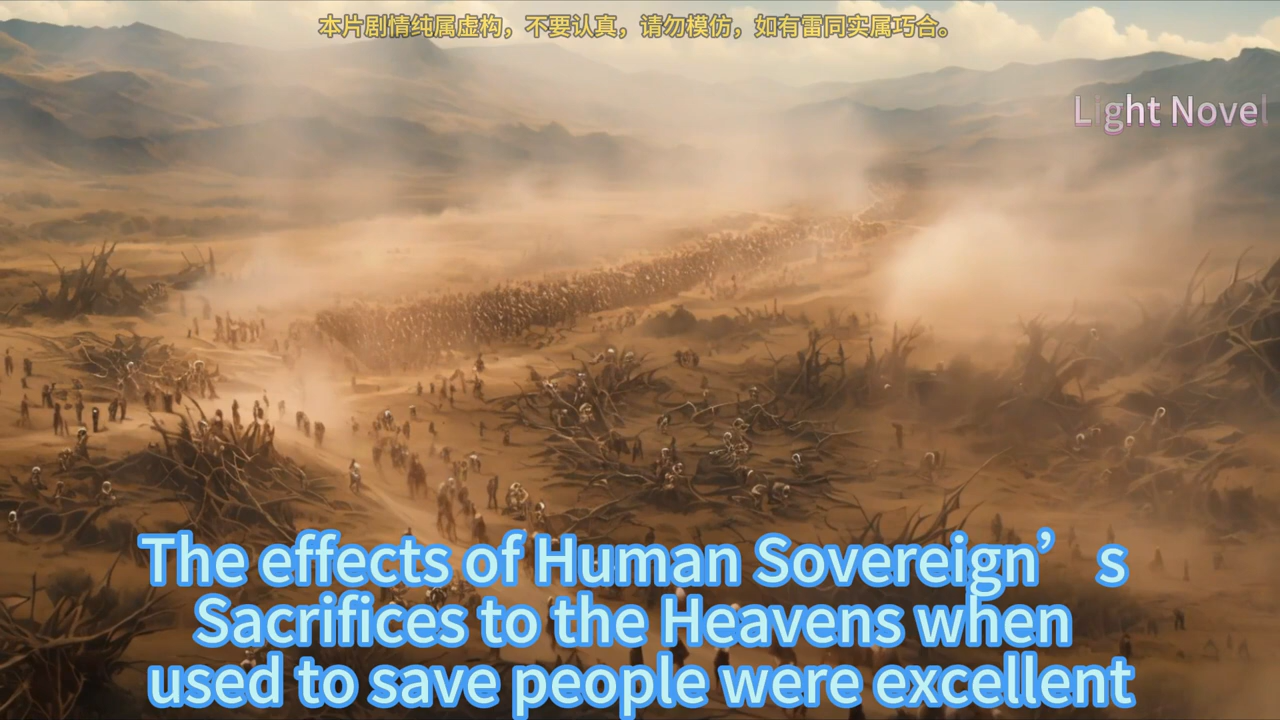 本片剧情纯属虚构，不要认真，请勿模仿，如有雷同实属巧合。
Light Novel
The effects of Human Sovereign’s
Sacrifices to the Heavens when
used to save people were excellent